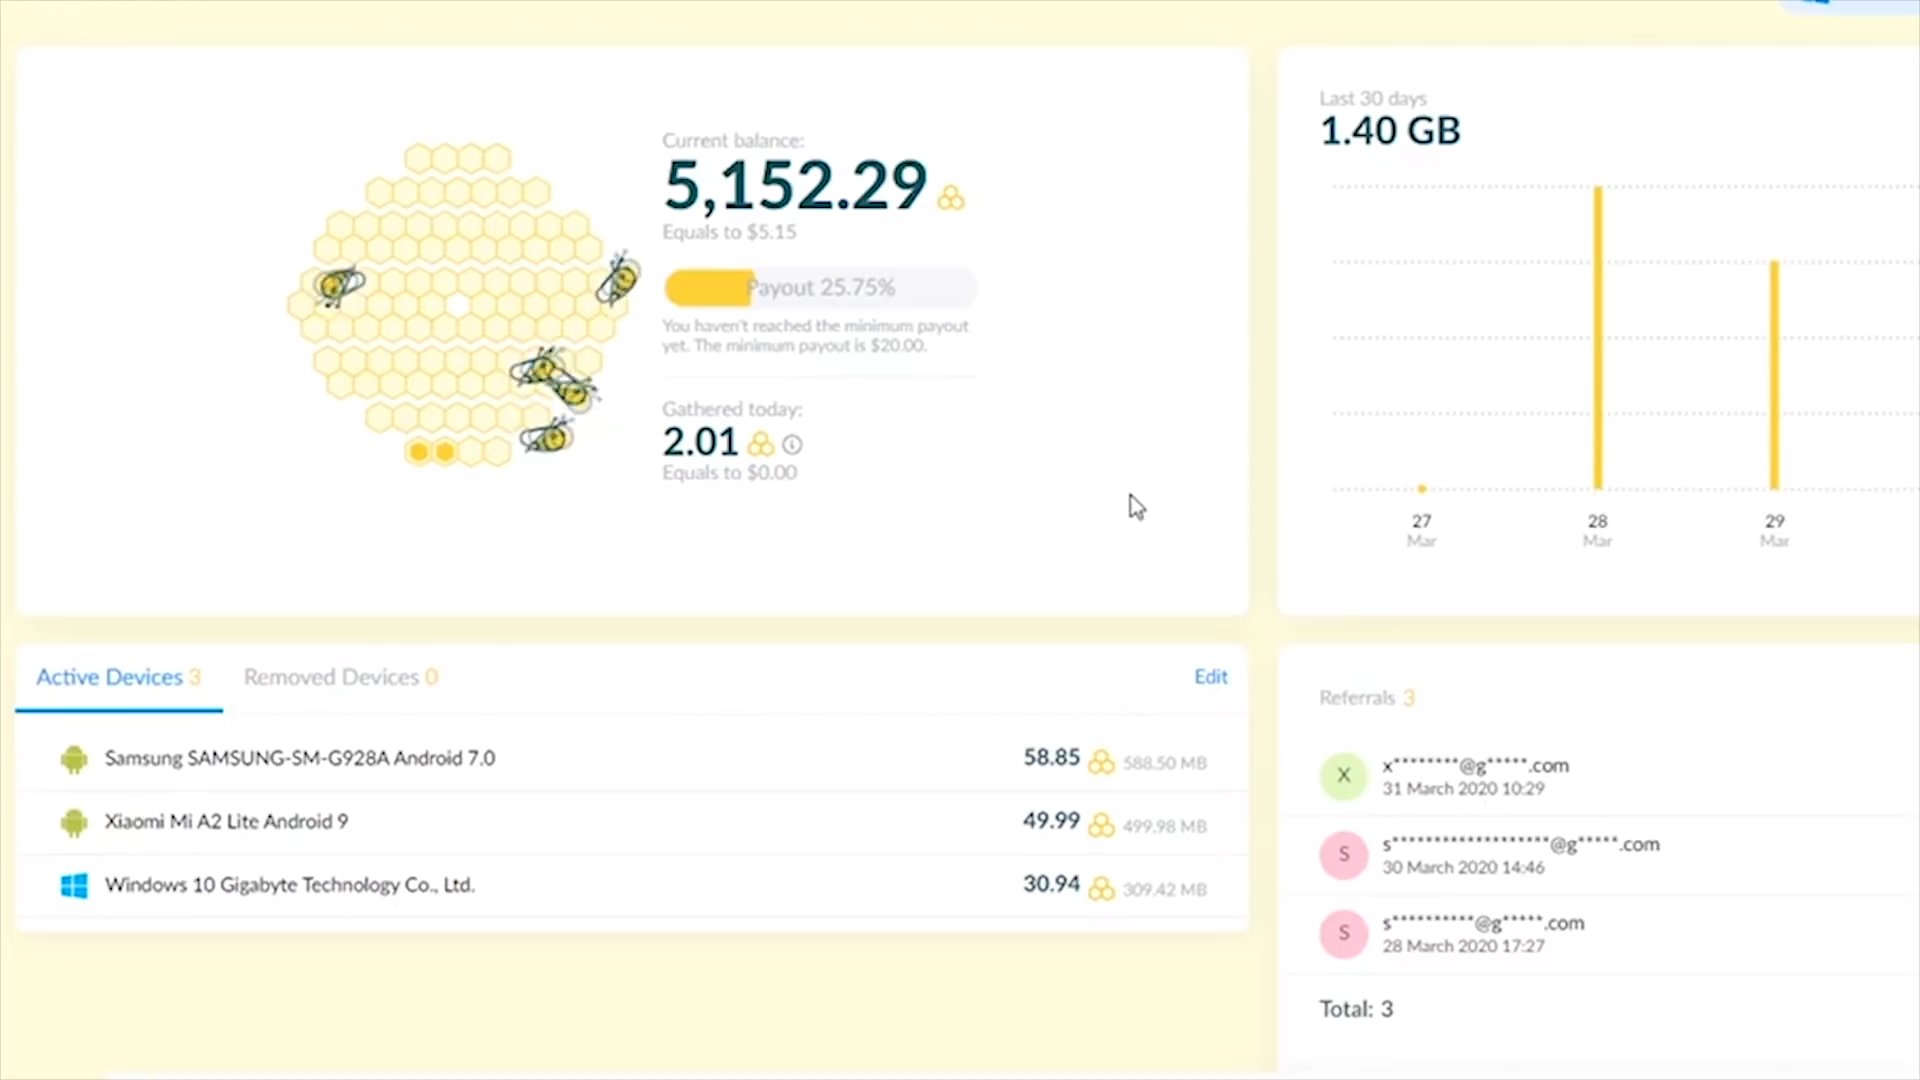 Current balance:
5,152.29
Equals to $5.15
Payout 25.75%
You haven't reached the minimum payout
yet. The minimum payout is $20.00.
Gathered today:
2.01
Equals to $0.00
Last 30 days
1.40 GB
27
Mar
28
Mar
29
Mar
Active Devices 3
Removed Devices 0
Edit
Samsung SAMSUNG-SM-G928A Android 7.0
58.85
588.50 MB
Xiaomi Mi A2 Lite Android 9
49.99
499.98 MB
Windows 10 Gigabyte Technology Co., Ltd.
30.94
309.42 MB
Referrals 3
X
x********@g*****.com
31 March 2020 10:29
S
s*******************@g*****.com
30 March 2020 14:46
S
s**********@g*****.com
28 March 2020 17:27
Total: 3